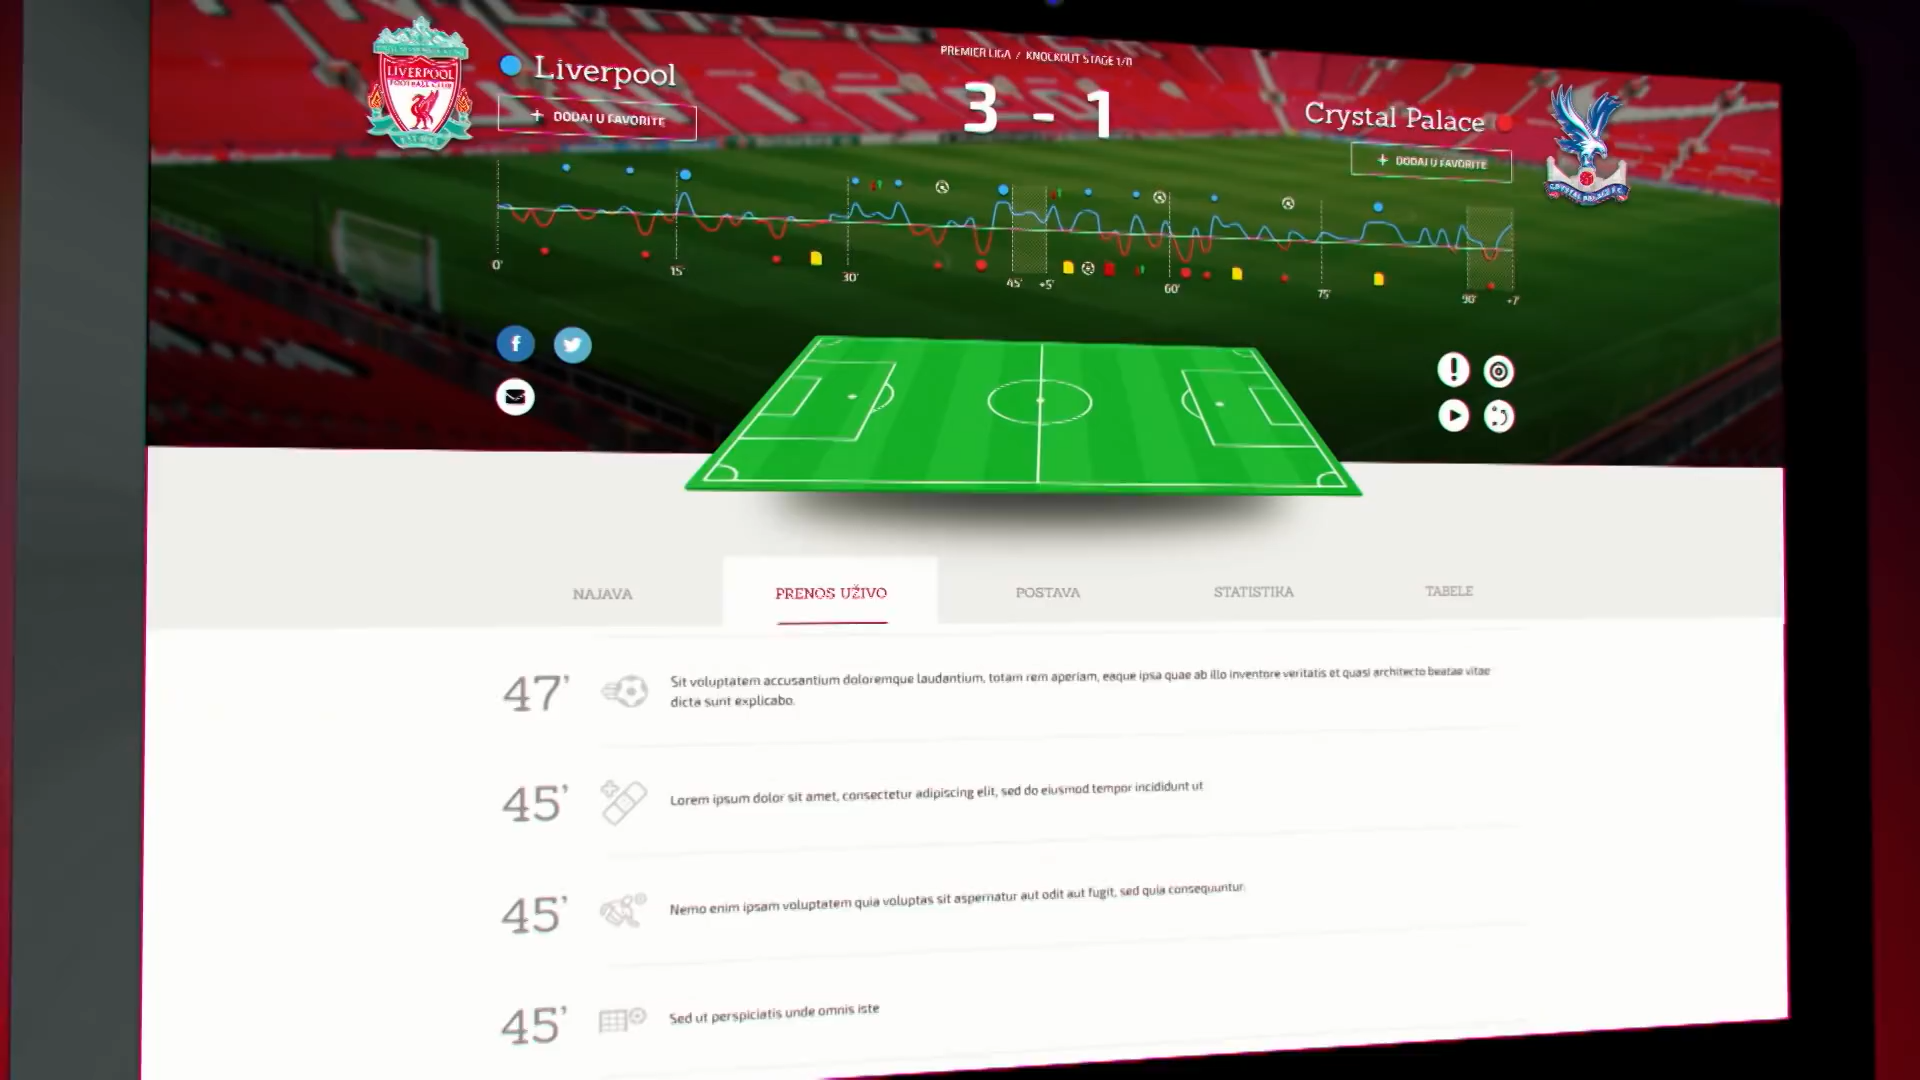 PREMIER LIGA / KNOCKOUT STAGE 1/11
LIVERPOOL
FOOTBALL CLUB
Liverpool
+ DODAJ U FAVORITE
3 - 1
Crystal Palace
+ DODAJ U FAVORITE
0'
15'
30'
45'
+5'
60'
75'
90'
+7'
NAJAVA
PRENOS UŽIVO
POSTAVA
STATISTIKA
TABELE
47'
Sit voluptatem accusantium doloremque laudantium, totam rem aperiam, eaque ipsa quae ab illo inventore veritatis et quasi architecto beatae vitae
dicta sunt explicabo.
45'
Lorem ipsum dolor sit amet, consectetur adipiscing elit, sed do eiusmod tempor incididunt ut
45'
Nemo enim ipsam voluptatem quia voluptas sit aspernatur aut odit aut fugit, sed quia consequuntur
45'
Sed ut perspiciatis unde omnis iste